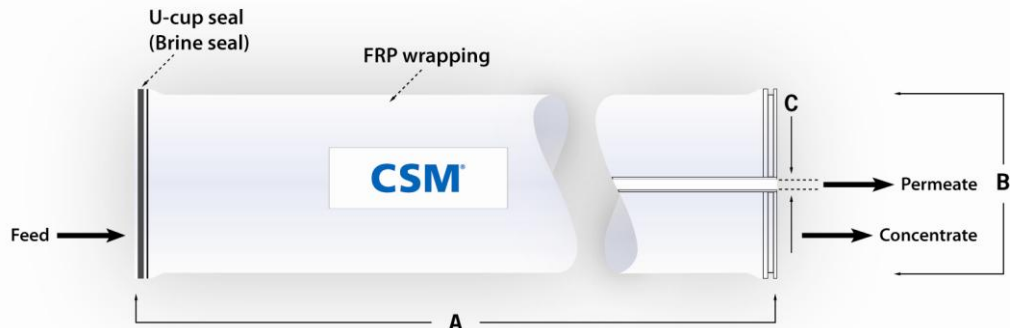 U-cup seal
(Brine seal)
FRP wrapping
C
CSM®
Permeate
B
Feed
Concentrate
A